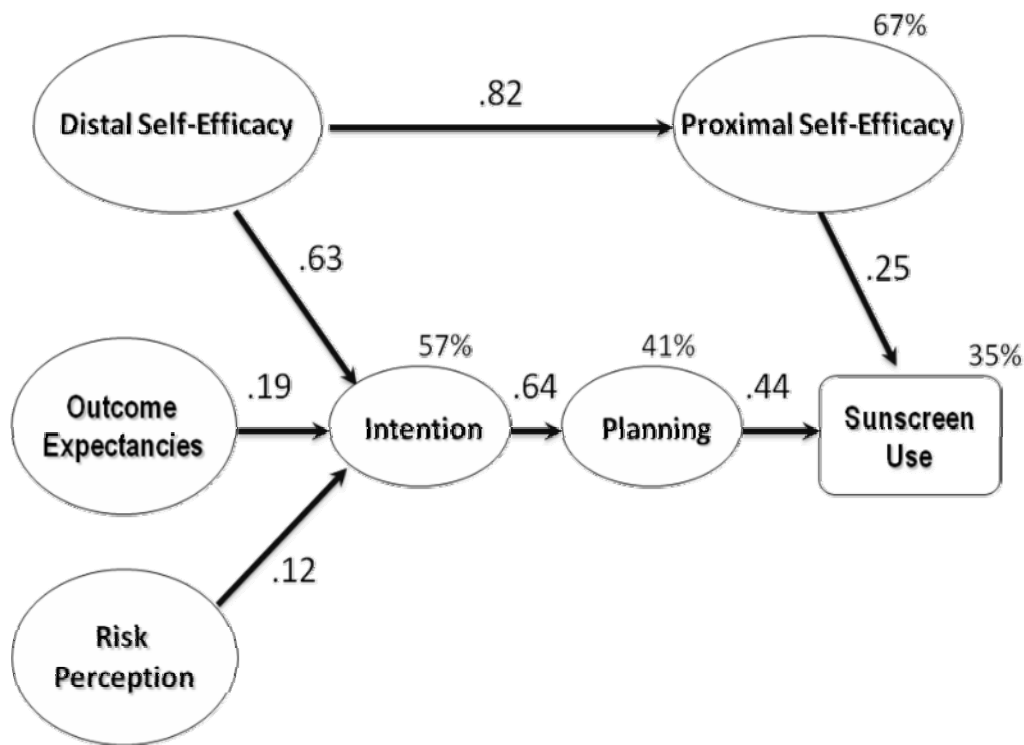 67%
Distal Self-Efficacy
.82
Proximal Self-Efficacy
.63
.25
57%
41%
35%
Outcome
Expectancies
.19
Intention
.64
Planning
.44
Sunscreen
Use
.12
Risk
Perception